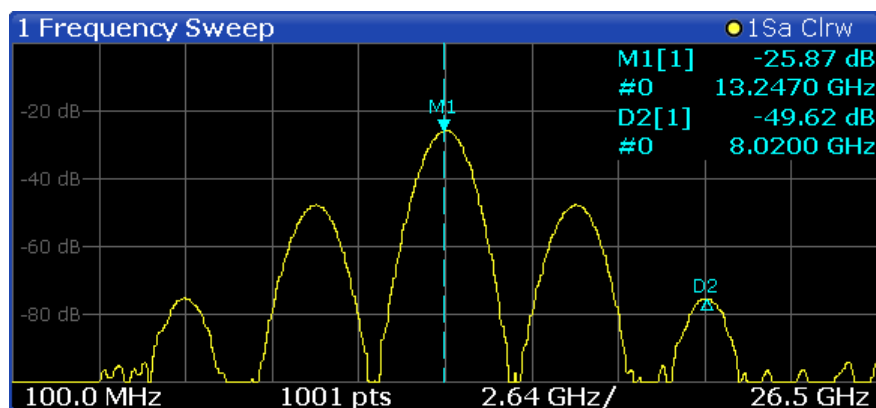 1 Frequency Sweep
1Sa Clrw
M1[1] -25.87 dB
#0 13.2470 GHz
D2[1] -49.62 dB
#0 8.0200 GHz
-20 dB
M1
-40 dB
-60 dB
D2
-80 dB
100.0 MHz 1001 pts 2.64 GHz/ 26.5 GHz